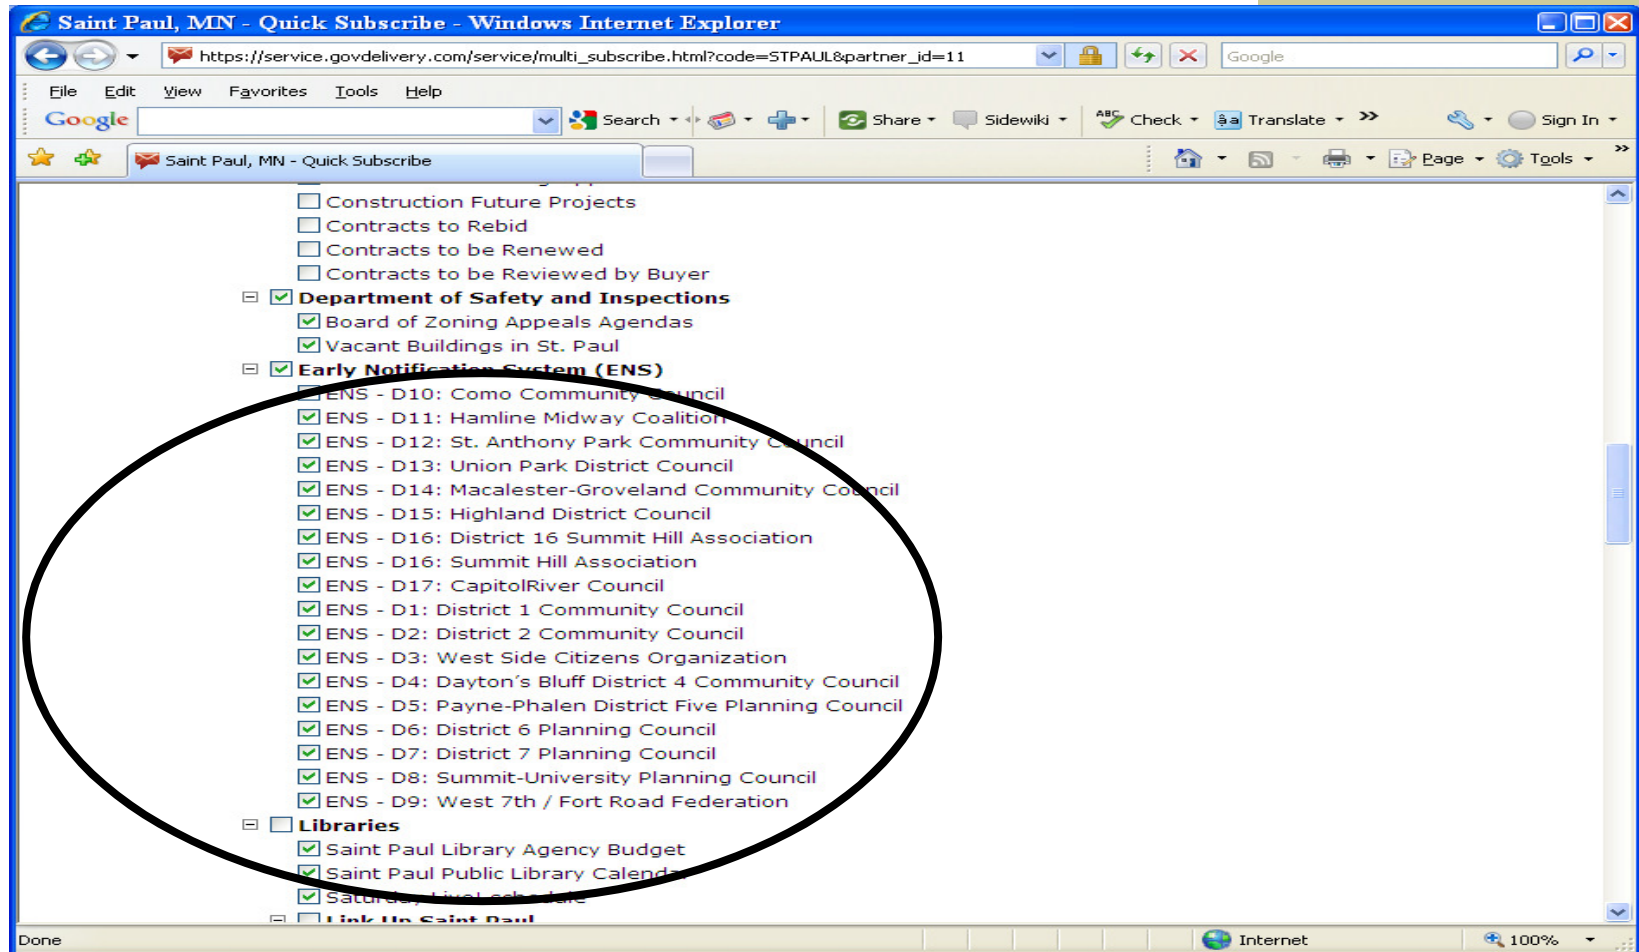 Saint Paul, MN - Quick Subscribe - Windows Internet Explorer
https://service.govdelivery.com/service/multi_subscribe.html?code=STPAUL&partner_id=11
Google
File Edit View Favorites Tools Help
Google Search Share Sidewiki ABC Check aa Translate >> Sign In
Saint Paul, MN - Quick Subscribe Page Tools >>
Construction Future Projects
Contracts to Rebid
Contracts to be Renewed
Contracts to be Reviewed by Buyer
Department of Safety and Inspections
Board of Zoning Appeals Agendas
Vacant Buildings in St. Paul
Early Notification System (ENS)
ENS - D10: Como Community Council
ENS - D11: Hamline Midway Coalition
ENS - D12: St. Anthony Park Community Council
ENS - D13: Union Park District Council
ENS - D14: Macalester-Groveland Community Council
ENS - D15: Highland District Council
ENS - D16: District 16 Summit Hill Association
ENS - D16: Summit Hill Association
ENS - D17: CapitolRiver Council
ENS - D1: District 1 Community Council
ENS - D2: District 2 Community Council
ENS - D3: West Side Citizens Organization
ENS - D4: Dayton's Bluff District 4 Community Council
ENS - D5: Payne-Phalen District Five Planning Council
ENS - D6: District 6 Planning Council
ENS - D7: District 7 Planning Council
ENS - D8: Summit-University Planning Council
ENS - D9: West 7th / Fort Road Federation
Libraries
Saint Paul Library Agency Budget
Saint Paul Public Library Calendar
Saturday Live! schedule
Link Up Saint Paul
Done Internet 100%